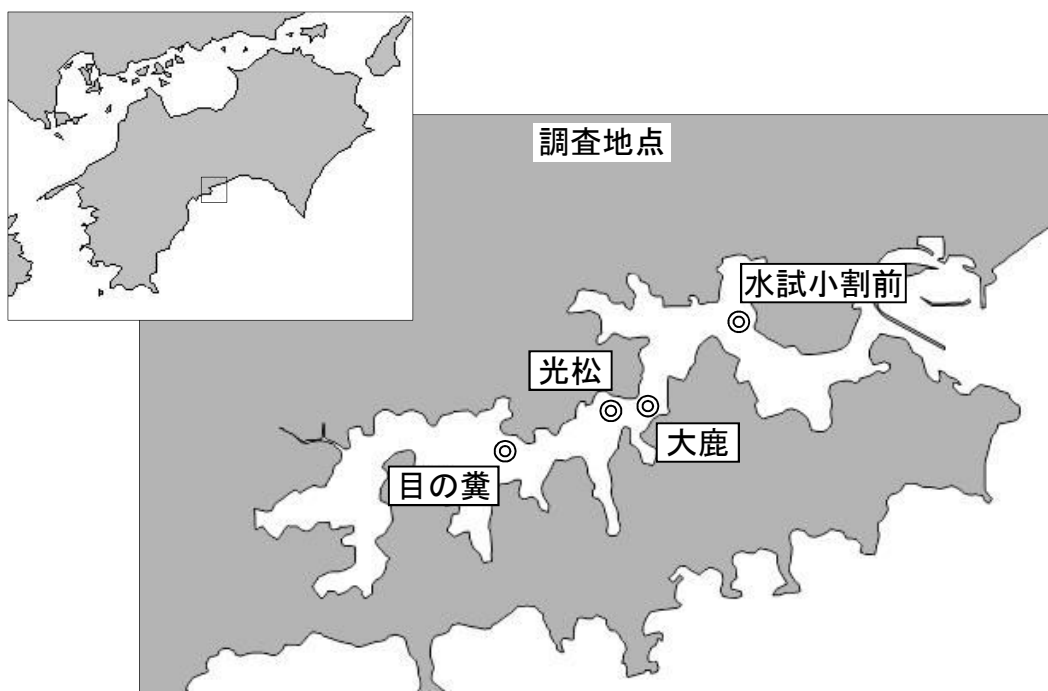 調査地点
水試小割前
光松
大鹿
目の糞